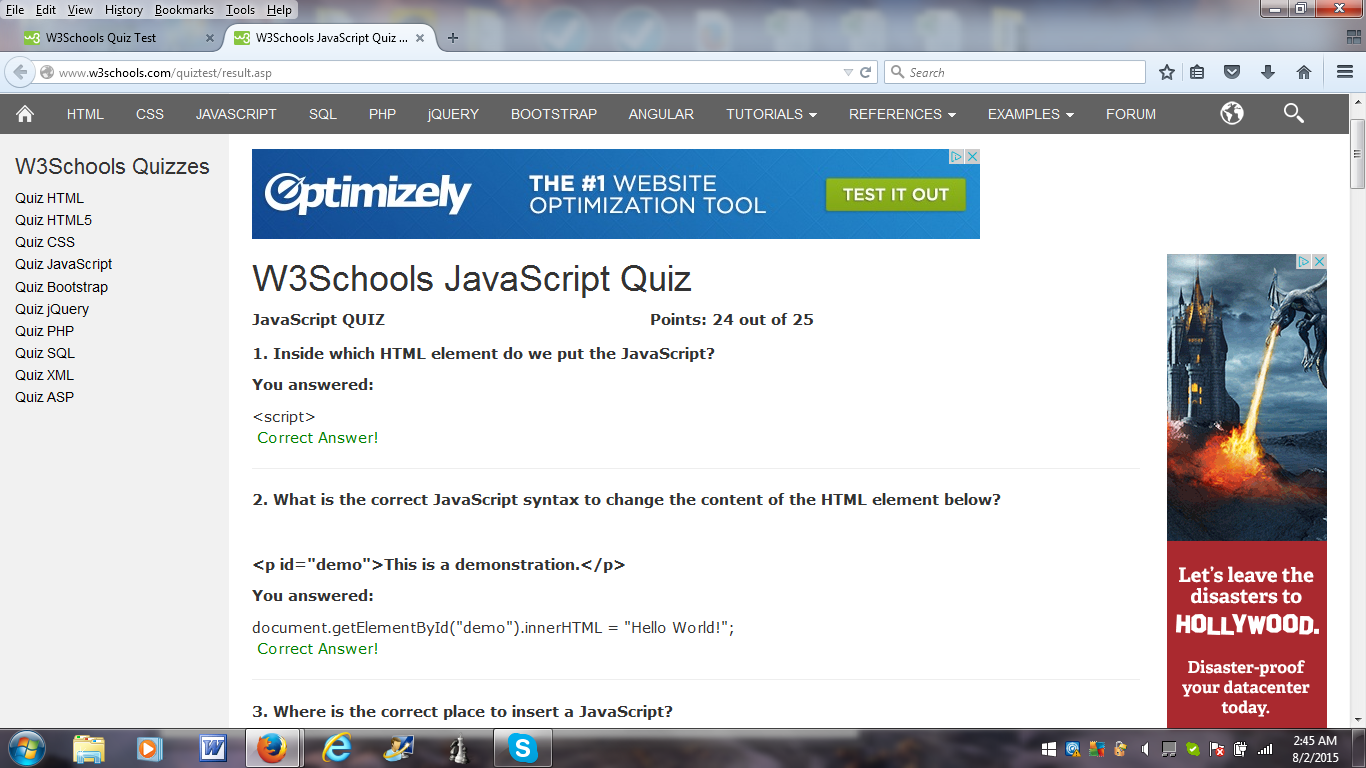 File Edit View History Bookmarks Tools Help
W3Schools Quiz Test
W3Schools JavaScript Quiz ...
www.w3schools.com/quiztest/result.asp
Search
HTML CSS JAVASCRIPT SQL PHP jQUERY BOOTSTRAP ANGULAR TUTORIALS REFERENCES EXAMPLES FORUM
W3Schools Quizzes
Quiz HTML
Quiz HTML5
Quiz CSS
Quiz JavaScript
Quiz Bootstrap
Quiz jQuery
Quiz PHP
Quiz SQL
Quiz XML
Quiz ASP
Optimizely
THE #1 WEBSITE
OPTIMIZATION TOOL
TEST IT OUT
W3Schools JavaScript Quiz
JavaScript QUIZ Points: 24 out of 25
1. Inside which HTML element do we put the JavaScript?
You answered:
<script>
Correct Answer!
2. What is the correct JavaScript syntax to change the content of the HTML element below?
<p id="demo">This is a demonstration.</p>
You answered:
document.getElementById("demo").innerHTML = "Hello World!";
Correct Answer!
3. Where is the correct place to insert a JavaScript?
Let's leave the
disasters to
HOLLYWOOD.
Disaster-proof
your datacenter
today.
2:45 AM
8/2/2015